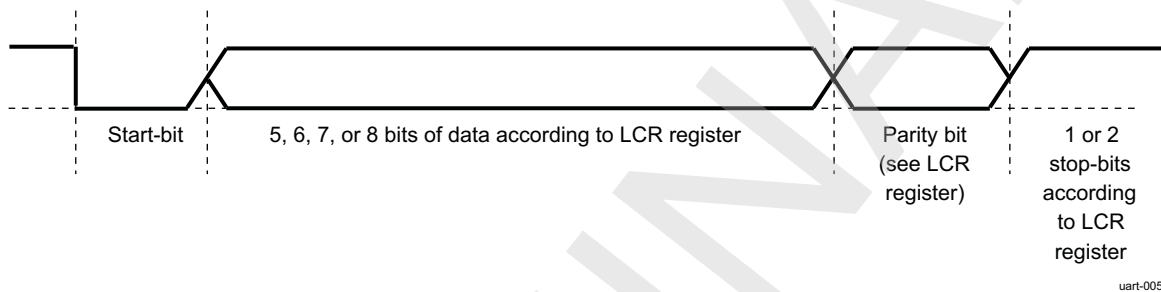 Start-bit
5, 6, 7, or 8 bits of data according to LCR register
Parity bit
(see LCR
register)
1 or 2
stop-bits
according
to LCR
register
uart-005